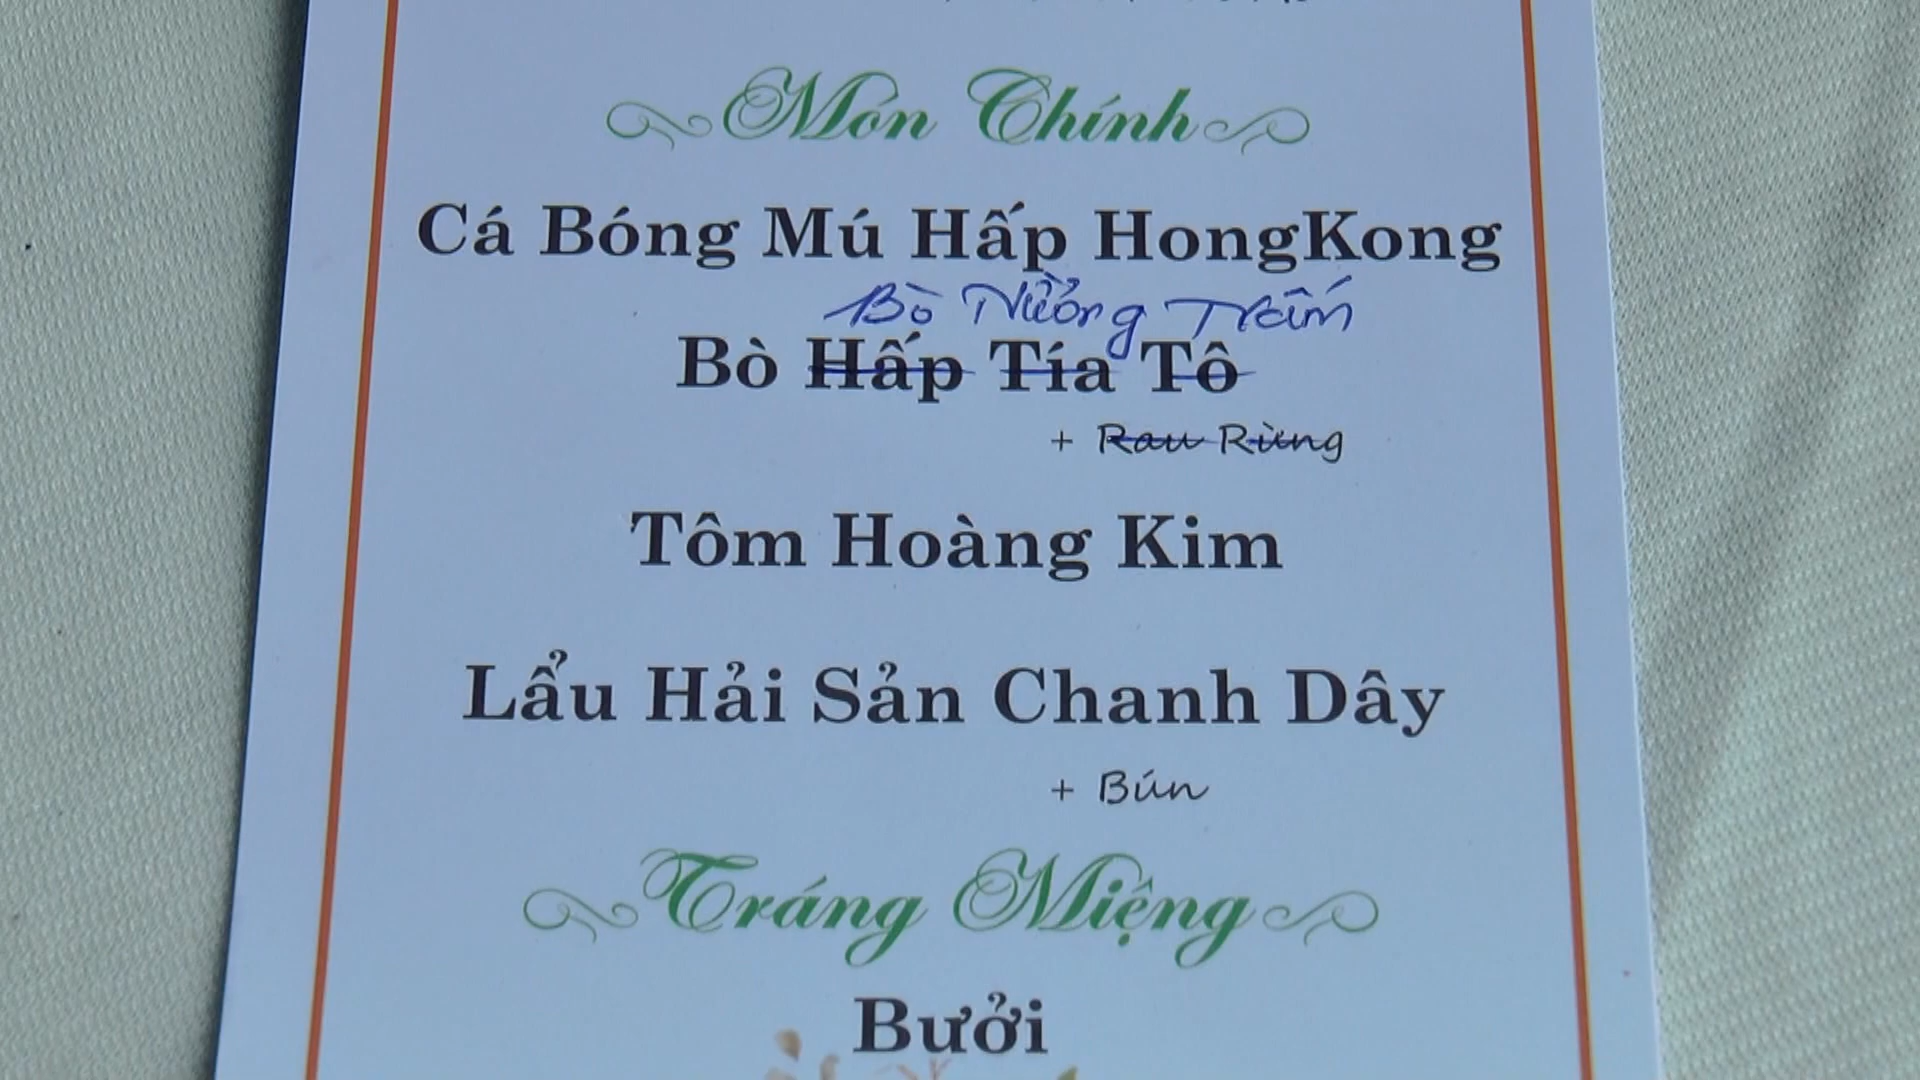 Món Chính
Cá Bóng Mú Hấp HongKong
Bò Nướng Trấm
Bò Hấp Tía Tô
+ Rau Rừng
Tôm Hoàng Kim
Lẩu Hải Sản Chanh Dây
+ Bún
Tráng Miệng
Bưởi